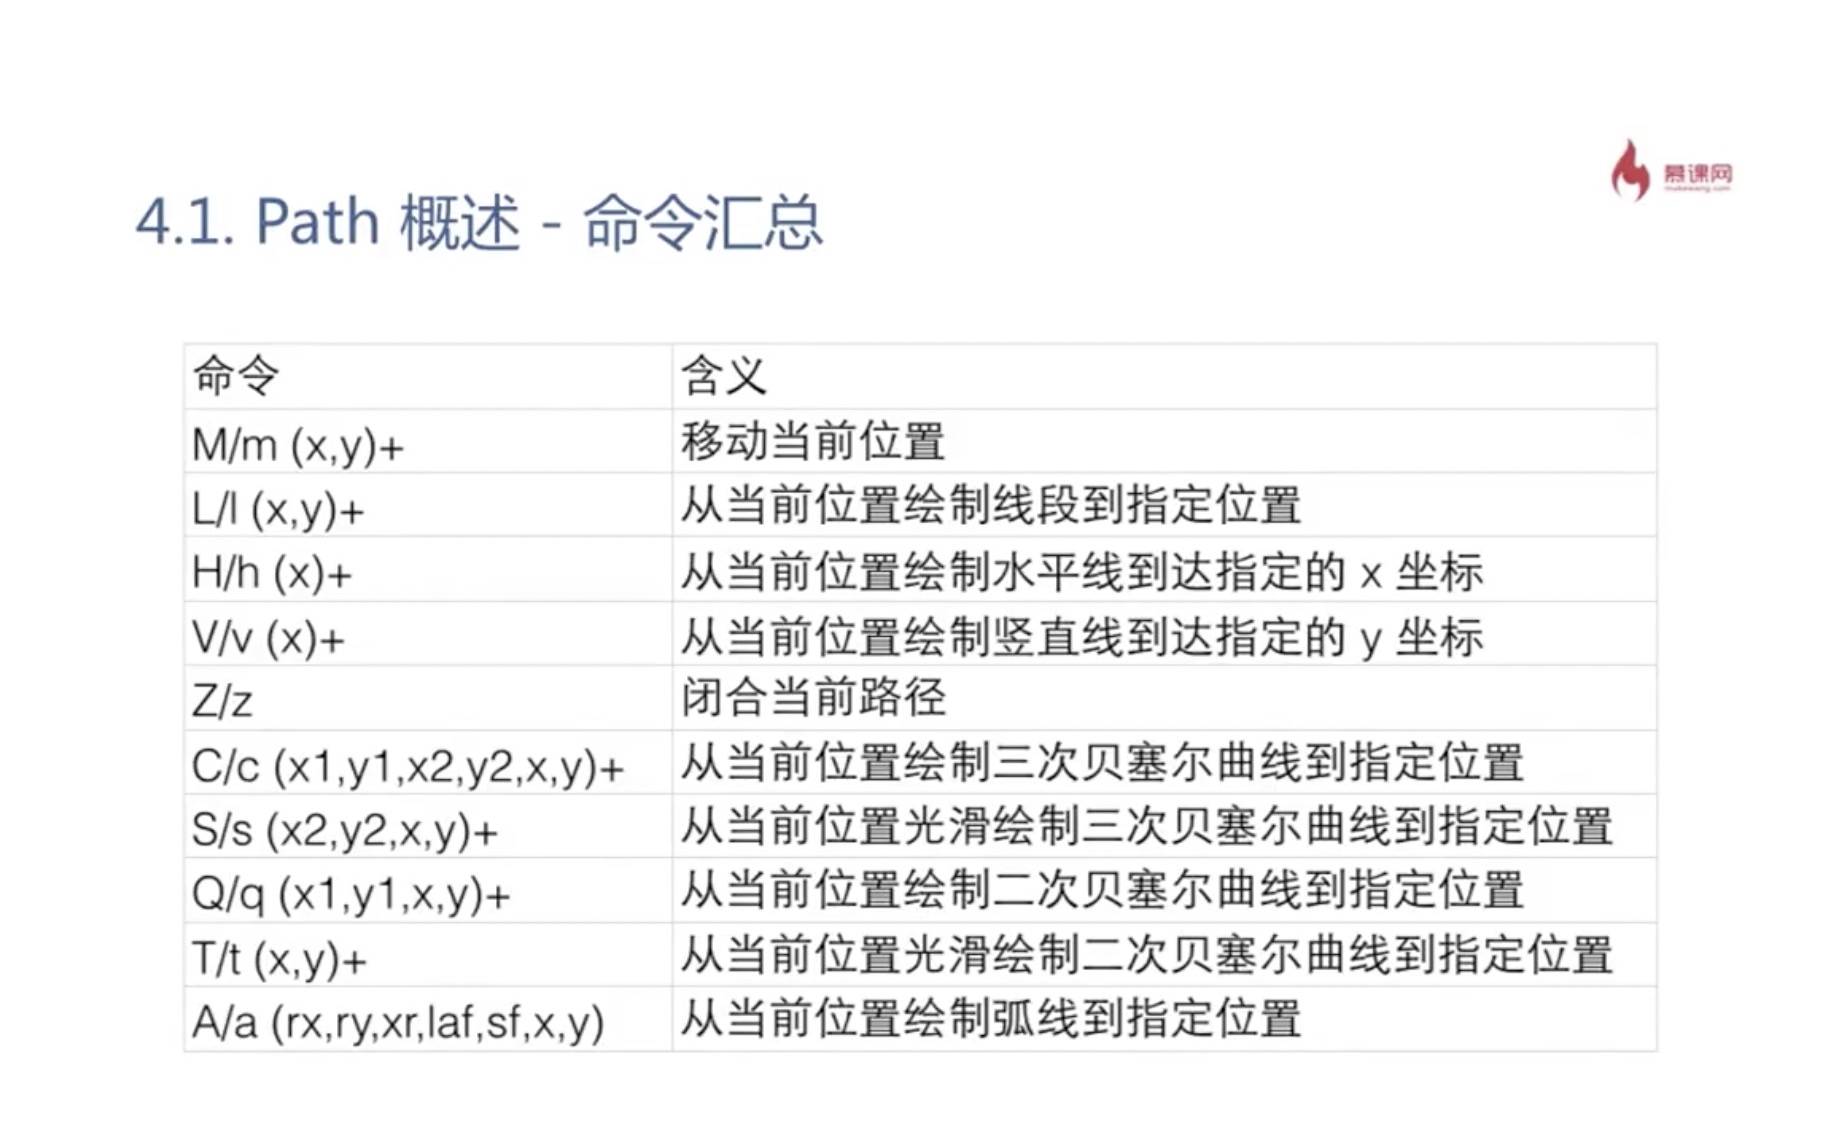 慕课网
mukewang.com
4.1. Path 概述 - 命令汇总
命令 含义
M/m (x,y)+ 移动当前位置
L/l (x,y)+ 从当前位置绘制线段到指定位置
H/h (x)+ 从当前位置绘制水平线到达指定的 x 坐标
V/v (x)+ 从当前位置绘制竖直线到达指定的 y 坐标
Z/z 闭合当前路径
C/c (x1,y1,x2,y2,x,y)+ 从当前位置绘制三次贝塞尔曲线到指定位置
S/s (x2,y2,x,y)+ 从当前位置光滑绘制三次贝塞尔曲线到指定位置
Q/q (x1,y1,x,y)+ 从当前位置绘制二次贝塞尔曲线到指定位置
T/t (x,y)+ 从当前位置光滑绘制二次贝塞尔曲线到指定位置
A/a (rx,ry,xr,laf,sf,x,y) 从当前位置绘制弧线到指定位置